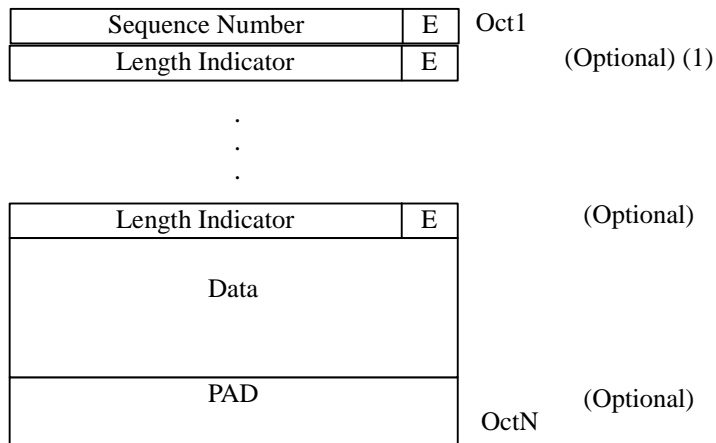 Sequence Number E Oct1
Length Indicator E (Optional) (1)
.
.
.
Length Indicator E (Optional)
Data
PAD (Optional)
OctN